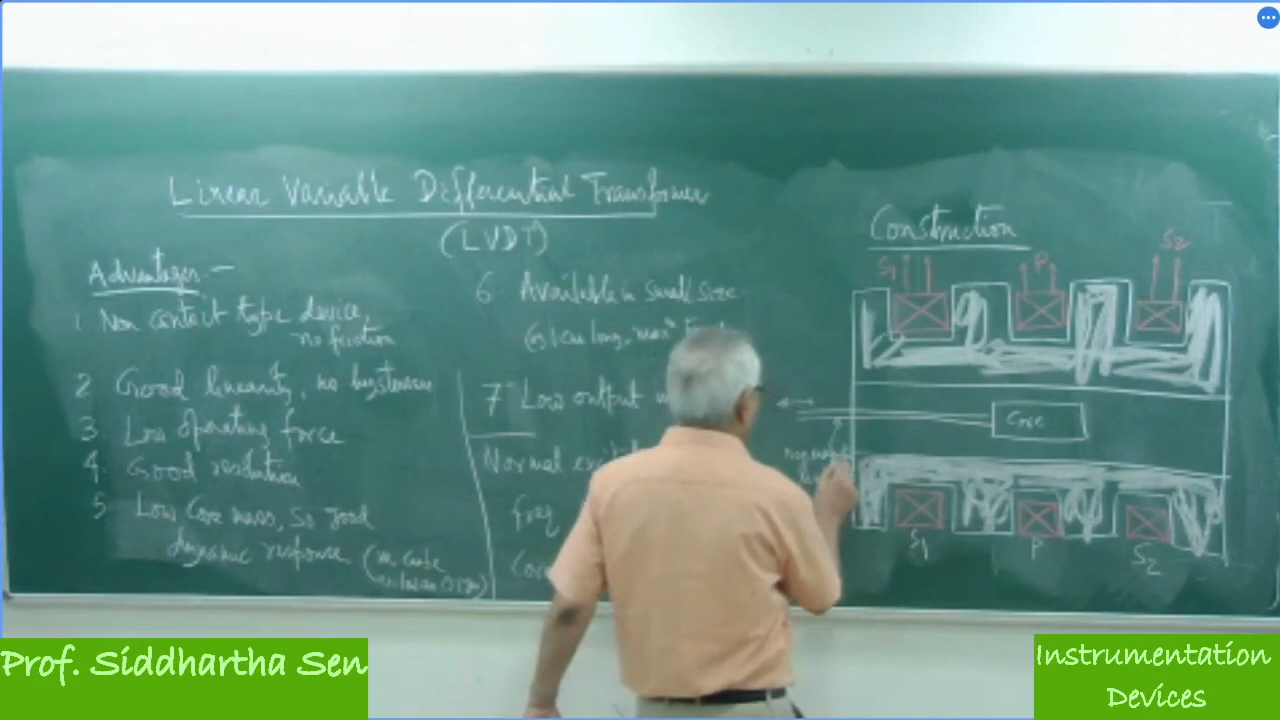 Linear Variable Differential Transformer
(LVDT)
Advantages:-
1 Non contact type device,
no friction
2 Good linearity, no hysteresis
3 Low Operating force
4. Good resolution
5 Low Core mass, so good
dynamic response
6 Available in small size
long, max
7 Low output
Normal
freq
Construction
S1
P
S2
Core
S1
P
S2
Prof. Siddhartha Sen
Instrumentation
Devices